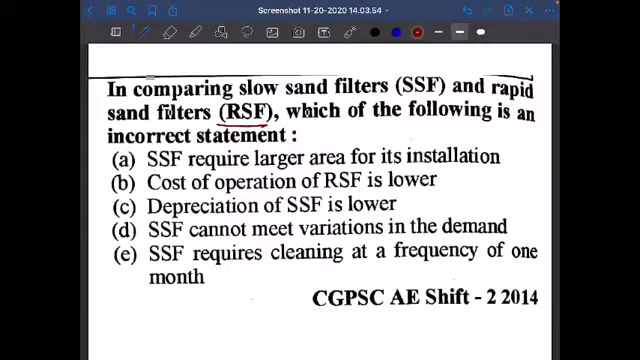 Screenshot 11-20-2020 14.03.54
In comparing slow sand filters (SSF) and rapid
sand filters (RSF), which of the following is an
incorrect statement :
(a) SSF require larger area for its installation
(b) Cost of operation of RSF is lower
(c) Depreciation of SSF is lower
(d) SSF cannot meet variations in the demand
(e) SSF requires cleaning at a frequency of one
month
CGPSC AE Shift - 2 2014